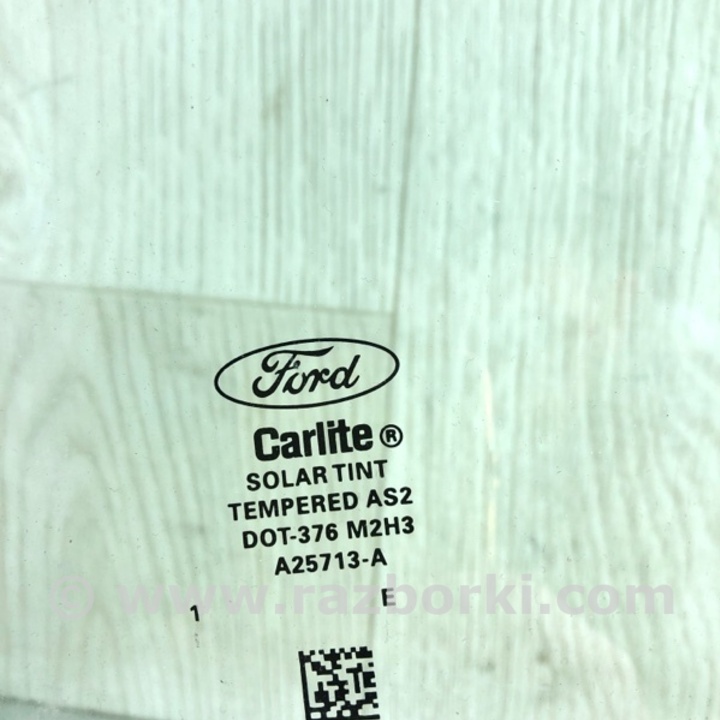 Ford
Carlite®
SOLAR TINT
TEMPERED AS2
DOT-376 M2H3
A25713-A
1 E
© www.razborki.com